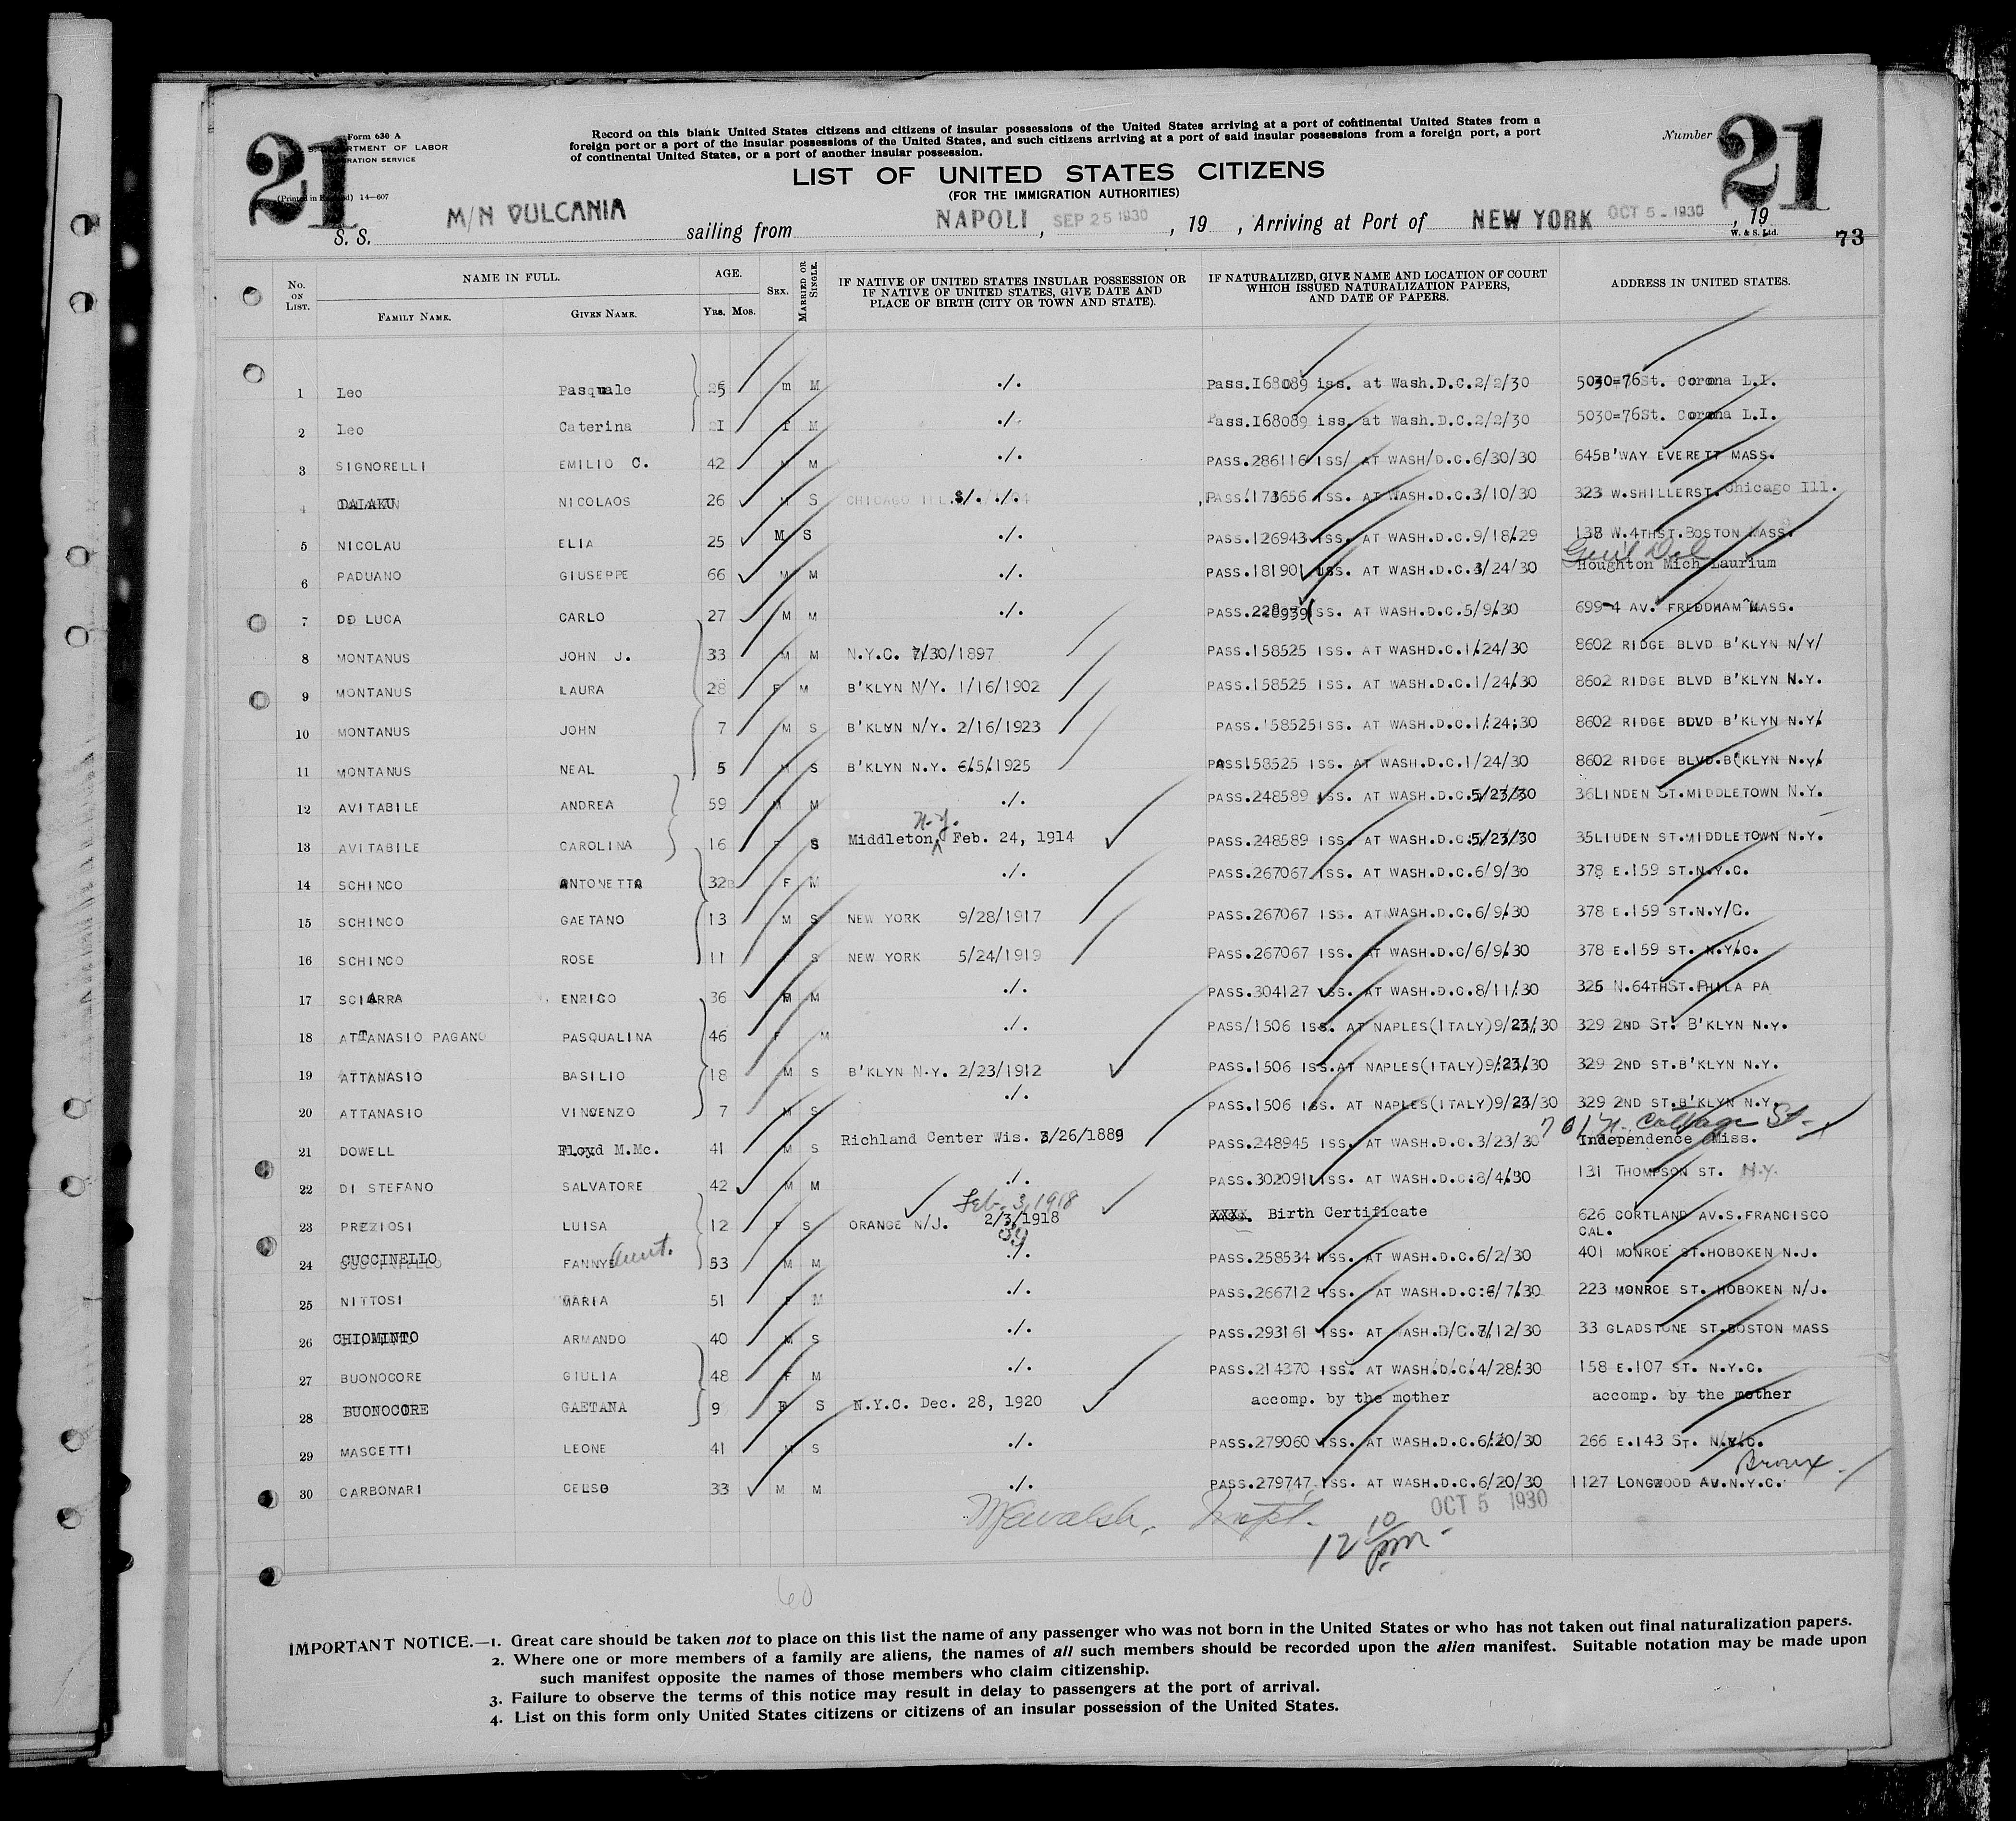 21
Form 630 A
DEPARTMENT OF LABOR
IMMIGRATION SERVICE
(Printed in England) 14—607
Record on this blank United States citizens and citizens of insular possessions of the United States arriving at a port of continental United States from a
foreign port or a port of the insular possessions of the United States, and such citizens arriving at a port of said insular possessions from a foreign port, a port
of continental United States, or a port of another insular possession.
Number 21
LIST OF UNITED STATES CITIZENS
(FOR THE IMMIGRATION AUTHORITIES)
S. S. M/N VULCANIA sailing from NAPOLI, SEP 25 1930, 19 , Arriving at Port of NEW YORK OCT 5 - 1930, 19
W. & S. Ltd.
73
No. ON LIST. NAME IN FULL. FAMILY NAME. GIVEN NAME. AGE. YRS. MOS. SEX. MARRIED OR SINGLE. IF NATIVE OF UNITED STATES INSULAR POSSESSION OR IF NATIVE OF UNITED STATES, GIVE DATE AND PLACE OF BIRTH (CITY OR TOWN AND STATE). IF NATURALIZED, GIVE NAME AND LOCATION OF COURT WHICH ISSUED NATURALIZATION PAPERS, AND DATE OF PAPERS. ADDRESS IN UNITED STATES.
1 Leo Pasquale 25 m M ./. Pass.I68089 iss. at Wash.D.C.2/2/30 5030=76St. Corona L.I.
2 Leo Caterina 2I f M ./. Pass.I68089 iss. at Wash.D.C.2/2/30 5030=76St. Corona L.I.
3 SIGNORELLI EMILIO C. 42 M M ./. PASS.286116 ISS/ AT WASH/D.C.6/30/30 645B'WAY EVERETT MASS.
4 DALAKU NICOLAOS 26 M S CHICAGO ILL. ./. PASS/173656 ISS. AT WASH.D.C.3/10/30 323 W.SHILLERST.Chicago Ill.
5 NICOLAU ELIA 25 M S ./. PASS.126943 ISS. AT WASH.D.C.9/18/29 138 W.4THST.BOSTON MASS.
6 PADUANO GIUSEPPE 66 M M ./. PASS.181901 ISS. AT WASH.D.C.3/24/30 Houghton Mich Laurium
7 DE LUCA CARLO 27 M M ./. PASS.228939 ISS. AT WASH.D.C.5/9/30 699-4 AV. FREDDHAM MASS.
8 MONTANUS JOHN J. 33 M M N.Y.C. 7/30/1897 PASS.158525 ISS. AT WASHD.C.1/24/30 8602 RIDGE BLVD B'KLYN N/Y/
9 MONTANUS LAURA 28 F M B'KLYN N/Y. 1/16/1902 PASS.158525 ISS. AT WASH.D.C.1/24/30 8602 RIDGE BLVD B'KLYN N.Y.
10 MONTANUS JOHN 7 M S B'KLYN N/Y. 2/16/1923 PASS.158525ISS. AT WASH.D.C.1/24/30 8602 RIDGE BLVD B'KLYN N.Y.
11 MONTANUS NEAL 5 M S B'KLYN N.Y. 6/5/1925 PASS158525 ISS. AT WASH.D.C.1/24/30 8602 RIDGE BLVD.B(KLYN N.Y.
12 AVITABILE ANDREA 59 M M ./. PASS.248589 ISS. AT WASH.D.C.5/23/30 36LINDEN ST.MIDDLETOWN N.Y.
13 AVITABILE CAROLINA 16 F S Middleton, N.Y. Feb. 24, 1914 PASS.248589 ISS. AT WASH.D.C.5/23/30 35LIUDEN ST.MIDDLETOWN N.Y.
14 SCHINCO ANTONETTA 32 F M ./. PASS.267067 ISS. AT WASH.D.C.6/9/30 378 E.159 ST.N.Y.C.
15 SCHINCO GAETANO 13 M S NEW YORK 9/28/1917 PASS.267067 ISS. AT WASH.D.C.6/9/30 378 E.159 ST.N.Y/C.
16 SCHINCO ROSE 11 F S NEW YORK 5/24/1919 PASS.267067 ISS. AT WASH.D.C/6/9/30 378 E.159 ST. N.Y.C.
17 SCIARRA ENRICO 36 M M ./. PASS.304127 ISS. AT WASH.D.C.8/11/30 325 N.64THST.PHILA PA
18 ATTANASIO PAGANO PASQUALINA 46 F M ./. PASS/1506 ISS. AT NAPLES(ITALY)9/23/30 329 2ND ST. B'KLYN N.Y.
19 ATTANASIO BASILIO 18 M S B'KLYN N.Y. 2/23/1912 PASS.1506 ISS.AT NAPLES(ITALY)9/23/30 329 2ND ST.B'KLYN N.Y.
20 ATTANASIO VINCENZO 7 M S ./. PASS.1506 ISS. AT NAPLES(ITALY)9/23/30 329 2ND ST.B'KLYN N.Y.
701 N. Cottage St.
21 DOWELL Floyd M.Mc. 41 M S Richland Center Wis. 3/26/1889 PASS.248945 ISS. AT WASH.D.C.3/23/30 Independence Miss.
22 DI STEFANO SALVATORE 42 M M ./. PASS.302091 ISS. AT WASH.D.C.8/4/30 131 THOMPSON ST. N.Y.
Feb. 3, 1918
23 PREZIOSI LUISA 12 F S ORANGE N/J. 2/3/1918 XXXX. Birth Certificate 626 CORTLAND AV.S.FRANCISCO CAL.
24 CUCCINELLO FANNY Aunt. 53 M M ./. PASS.258534 ISS. AT WASH.D.C.6/2/30 401 MONROE ST.HOBOKEN N.J.
25 NITTOSI MARIA 51 F M ./. PASS.266712 ISS. AT WASH.D.C:6/7/30 223 MONROE ST. HOBOKEN N/J.
26 CHIOMINTO ARMANDO 40 M S ./. PASS.293161 ISS. AT WASH.D/C.7/12/30 33 GLADSTONE ST.BOSTON MASS
27 BUONOCORE GIULIA 48 F M ./. PASS.214370 ISS. AT WASH.D.C.4/28/30 158 E.107 ST. N.Y.C.
28 BUONOCORE GAETANA 9 F S N.Y.C. Dec. 28, 1920 accomp. by the mother accomp. by the mother
29 MASCETTI LEONE 41 M S ./. PASS.279060 ISS. AT WASH.D.C.6/20/30 266 E.143 ST. N.Y.C.
Bronx
30 CARBONARI CELSO 33 M M ./. PASS.279747 ISS. AT WASH.D.C.6/20/30 1127 LONGWOOD AV.N.Y.C.
OCT 5 1930
12 10 pm
60
IMPORTANT NOTICE.—1. Great care should be taken not to place on this list the name of any passenger who was not born in the United States or who has not taken out final naturalization papers.
2. Where one or more members of a family are aliens, the names of all such members should be recorded upon the alien manifest. Suitable notation may be made upon
such manifest opposite the names of those members who claim citizenship.
3. Failure to observe the terms of this notice may result in delay to passengers at the port of arrival.
4. List on this form only United States citizens or citizens of an insular possession of the United States.